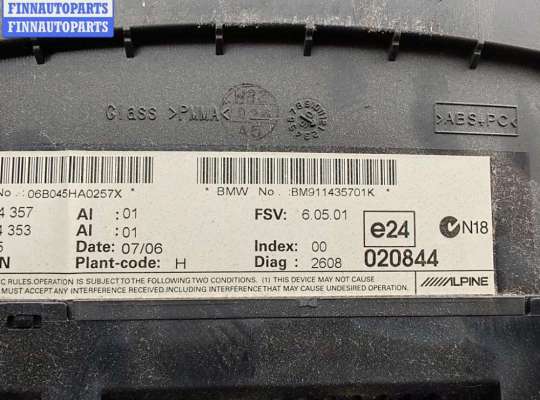 FINNAUTOPARTS
FINNAUTOPARTS
FINNAUTOPARTS
Glass >PMMA<
>ABS+PC<
No .: 06B045HA0257X * * BMW No .: BM911435701K *
4 357 AI : 01 FSV: 6.05.01 e24 N18
4 353 AI : 01
5 Date: 07/06 Index: 00 020844
N Plant-code: H Diag : 2608
C RULES.OPERATION IS SUBJECT TO THE FOLLOWING TWO CONDITIONS. (1) THIS DEVICE MAY NOT CAUSE
MUST ACCEPT ANY INTERFERENCE RECEIVED.INCLUDING INTERFERENCE THAT MAY CAUSE UNDESIRED OPERATION.
ALPINE